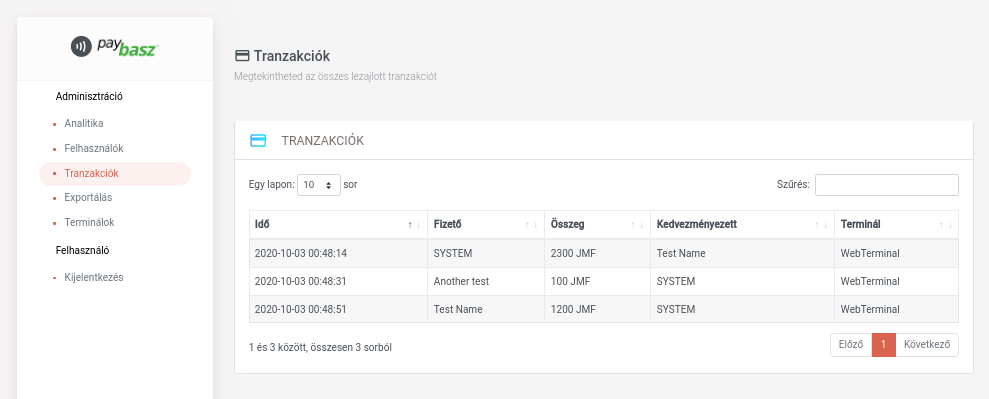 pay basz
Adminisztráció
Analitika
Felhasználók
Tranzakciók
Exportálás
Terminálok
Felhasználó
Kijelentkezés
Tranzakciók
Megtekintheted az összes lezajlott tranzakciót
TRANZAKCIÓK
Egy lapon: 10 sor
Szűrés:
Idő Fizető Összeg Kedvezményezett Terminál
2020-10-03 00:48:14 SYSTEM 2300 JMF Test Name WebTerminal
2020-10-03 00:48:31 Another test 100 JMF SYSTEM WebTerminal
2020-10-03 00:48:51 Test Name 1200 JMF SYSTEM WebTerminal
1 és 3 között, összesen 3 sorból
Előző 1 Következő